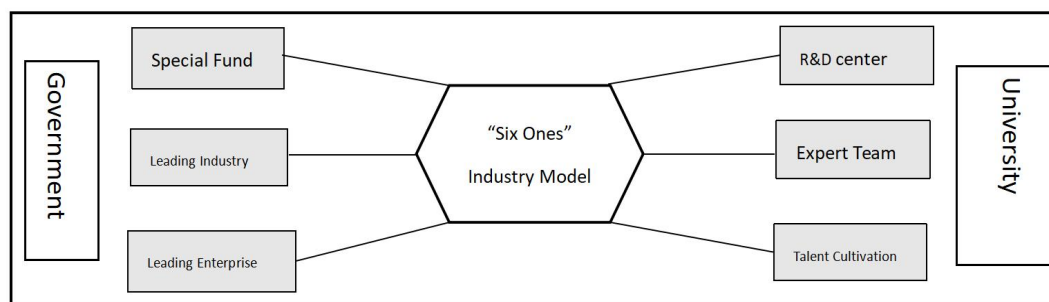 Government
Special Fund
Leading Industry
Leading Enterprise
“Six Ones”
Industry Model
R&D center
Expert Team
Talent Cultivation
University